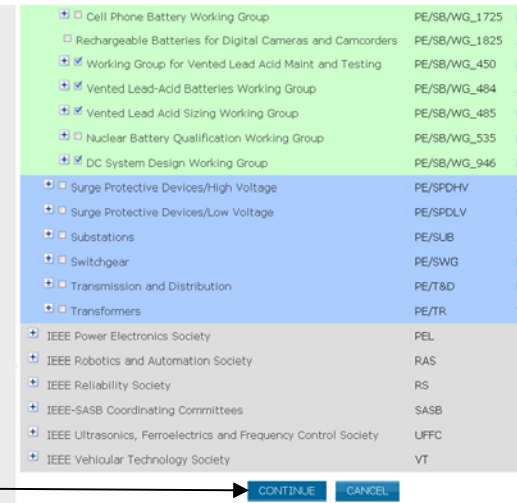 Cell Phone Battery Working Group PE/SB/WG_1725
Rechargeable Batteries for Digital Cameras and Camcorders PE/SB/WG_1825
Working Group for Vented Lead Acid Maint and Testing PE/SB/WG_450
Vented Lead-Acid Batteries Working Group PE/SB/WG_484
Vented Lead Acid Sizing Working Group PE/SB/WG_485
Nuclear Battery Qualification Working Group PE/SB/WG_535
DC System Design Working Group PE/SB/WG_946
Surge Protective Devices/High Voltage PE/SPDHV
Surge Protective Devices/Low Voltage PE/SPDLV
Substations PE/SUB
Switchgear PE/SWG
Transmission and Distribution PE/T&D
Transformers PE/TR
IEEE Power Electronics Society PEL
IEEE Robotics and Automation Society RAS
IEEE Reliability Society RS
IEEE-SASB Coordinating Committees SASB
IEEE Ultrasonics, Ferroelectrics and Frequency Control Society UFFC
IEEE Vehicular Technology Society VT
CONTINUE CANCEL